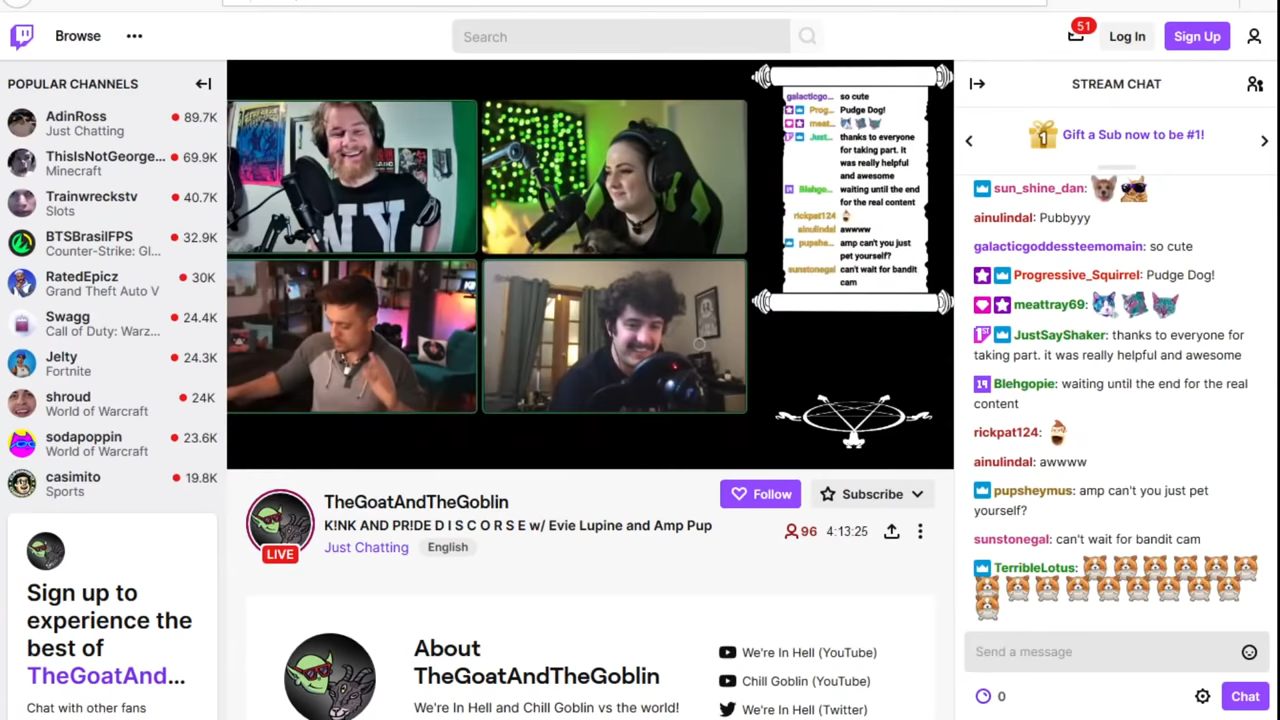 Browse
Search
51
Log In
Sign Up
POPULAR CHANNELS
AdinRoss
89.7K
Just Chatting
ThisIsNotGeorge...
69.9K
Minecraft
Trainwreckstv
40.7K
Slots
BTSBrasilFPS
32.9K
Counter-Strike: Gl...
RatedEpicz
30K
Grand Theft Auto V
Swagg
24.4K
Call of Duty: Warz...
Jelty
24.3K
Fortnite
shroud
24K
World of Warcraft
sodapoppin
23.6K
World of Warcraft
casimito
19.8K
Sports
Sign up to
experience the
best of
TheGoatAnd...
Chat with other fans
NY
galacticgo... so cute
Prog... Pudge Dog!
meat...
Just... thanks to everyone
for taking part. it
was really helpful
and awesome
Blehgo... waiting until the end
for the real content
rickpat124
ainulindal awwww
pupshe... amp can't you just
pet yourself?
sunstonegal can't wait for bandit
cam
LIVE
TheGoatAndTheGoblin
K!NK AND PR!DE D I S C O R S E w/ Evie Lupine and Amp Pup
Just Chatting
English
Follow
Subscribe
96
4:13:25
About
TheGoatAndTheGoblin
We're In Hell and Chill Goblin vs the world!
We're In Hell (YouTube)
Chill Goblin (YouTube)
We're In Hell (Twitter)
STREAM CHAT
1
Gift a Sub now to be #1!
sun_shine_dan:
ainulindal: Pubbyyy
galacticgoddessteemomain: so cute
Progressive_Squirrel: Pudge Dog!
meattray69:
JustSayShaker: thanks to everyone for
taking part. it was really helpful and awesome
Blehgopie: waiting until the end for the real
content
rickpat124:
ainulindal: awwww
pupsheymus: amp can't you just pet
yourself?
sunstonegal: can't wait for bandit cam
TerribleLotus:
Send a message
0
Chat